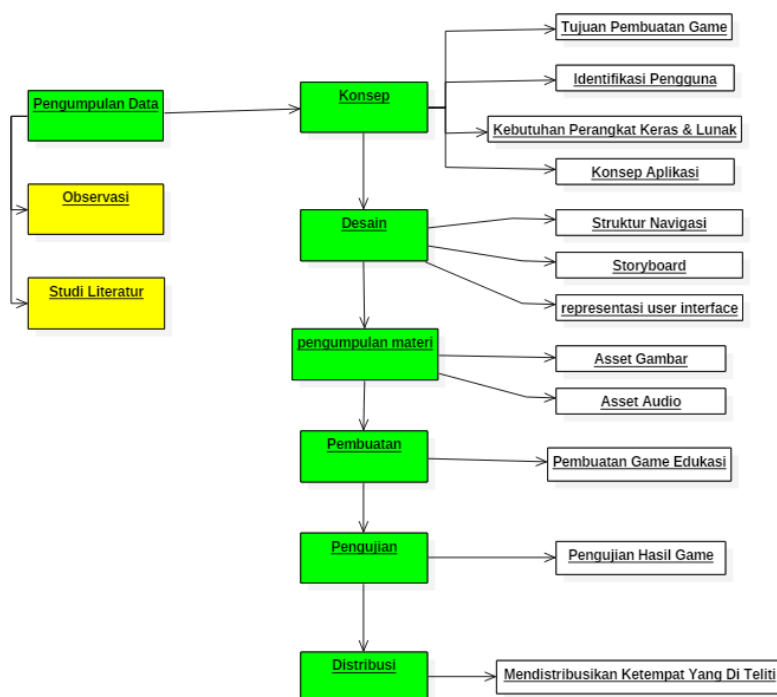 Pengumpulan Data
Observasi
Studi Literatur
Konsep
Tujuan Pembuatan Game
Identifikasi Pengguna
Kebutuhan Perangkat Keras & Lunak
Konsep Aplikasi
Desain
Struktur Navigasi
Storyboard
representasi user interface
pengumpulan materi
Asset Gambar
Asset Audio
Pembuatan
Pembuatan Game Edukasi
Pengujian
Pengujian Hasil Game
Distribusi
Mendistribusikan Ketempat Yang Di Teliti